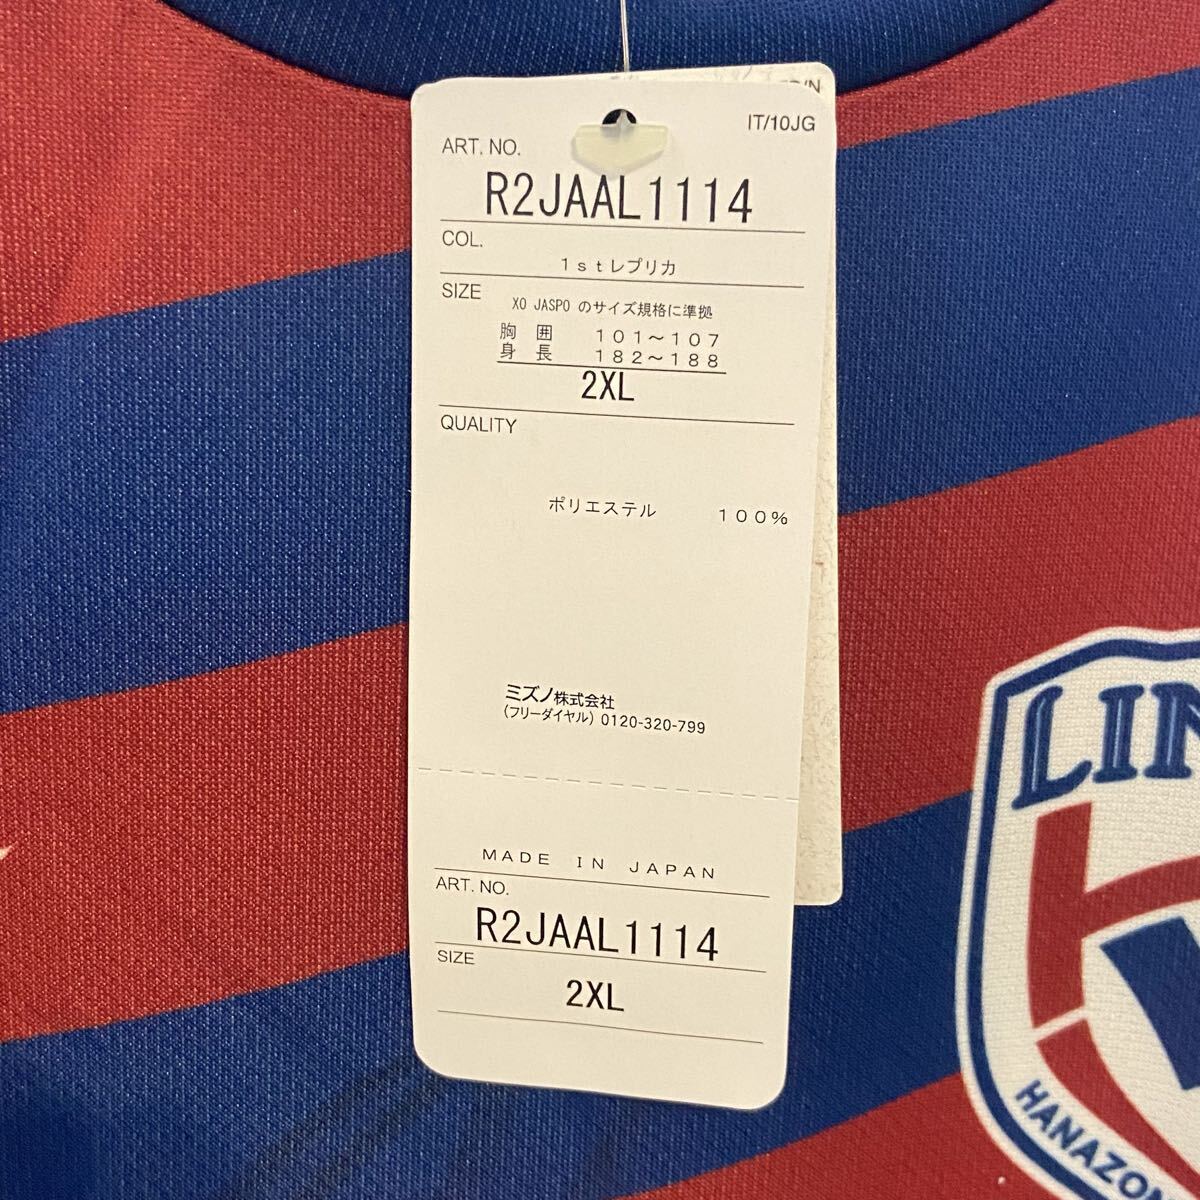 IT/10JG
ART. NO.
R2JAAL1114
COL.
1stレプリカ
SIZE
XO JASPO のサイズ規格に準拠
胸 囲 101～107
身 長 182～188
2XL
QUALITY
ポリエステル 100%
ミズノ株式会社
(フリーダイヤル) 0120-320-799
MADE IN JAPAN
ART. NO.
R2JAAL1114
SIZE
2XL
LIN
HANAZO